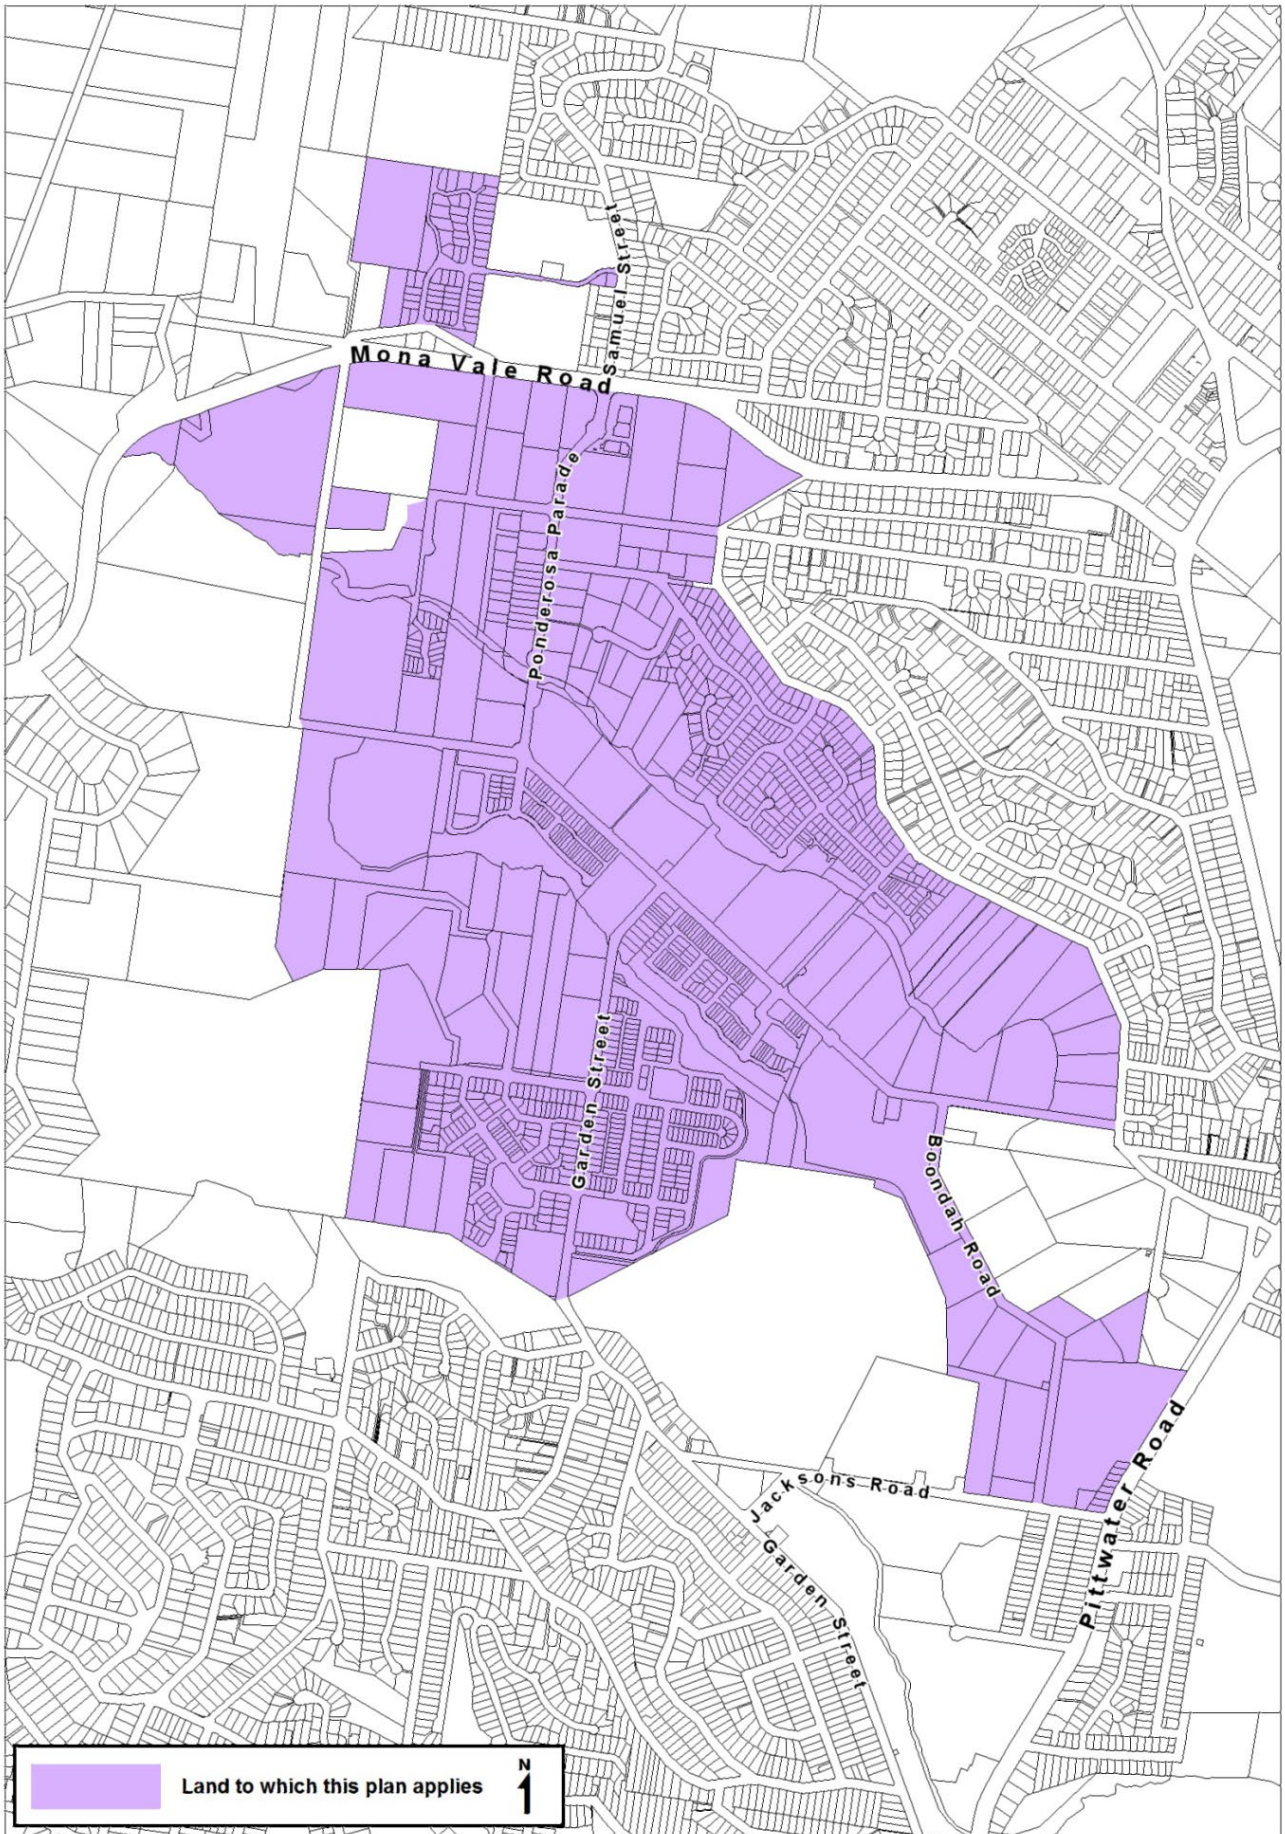 Samuel Street
Mona Vale Road
Ponderosa Parade
Garden Street
Boondah Road
Pittwater Road
Jacksons Road
Garden Street
Land to which this plan applies
N